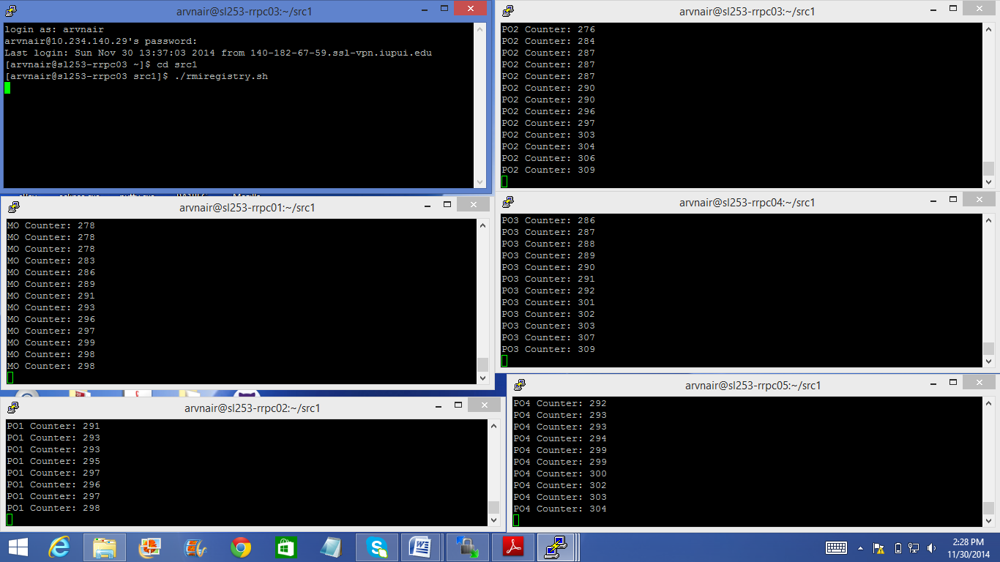 arvnair@sl253-rrpc03:~/src1
login as: arvnair
arvnair@10.234.140.29's password:
Last login: Sun Nov 30 13:37:03 2014 from 140-182-67-59.ssl-vpn.iupui.edu
[arvnair@sl253-rrpc03 ~]$ cd src1
[arvnair@sl253-rrpc03 src1]$ ./rmiregistry.sh
arvnair@sl253-rrpc03:~/src1
PO2 Counter: 276
PO2 Counter: 284
PO2 Counter: 287
PO2 Counter: 287
PO2 Counter: 287
PO2 Counter: 290
PO2 Counter: 290
PO2 Counter: 296
PO2 Counter: 297
PO2 Counter: 303
PO2 Counter: 304
PO2 Counter: 306
PO2 Counter: 309
arvnair@sl253-rrpc01:~/src1
MO Counter: 278
MO Counter: 278
MO Counter: 278
MO Counter: 283
MO Counter: 286
MO Counter: 289
MO Counter: 291
MO Counter: 293
MO Counter: 296
MO Counter: 297
MO Counter: 299
MO Counter: 298
MO Counter: 298
arvnair@sl253-rrpc04:~/src1
PO3 Counter: 286
PO3 Counter: 287
PO3 Counter: 288
PO3 Counter: 289
PO3 Counter: 290
PO3 Counter: 291
PO3 Counter: 292
PO3 Counter: 301
PO3 Counter: 302
PO3 Counter: 303
PO3 Counter: 307
PO3 Counter: 309
arvnair@sl253-rrpc02:~/src1
PO1 Counter: 291
PO1 Counter: 293
PO1 Counter: 293
PO1 Counter: 295
PO1 Counter: 297
PO1 Counter: 296
PO1 Counter: 297
PO1 Counter: 298
arvnair@sl253-rrpc05:~/src1
PO4 Counter: 292
PO4 Counter: 293
PO4 Counter: 293
PO4 Counter: 294
PO4 Counter: 299
PO4 Counter: 299
PO4 Counter: 300
PO4 Counter: 302
PO4 Counter: 303
PO4 Counter: 304
2:28 PM
11/30/2014